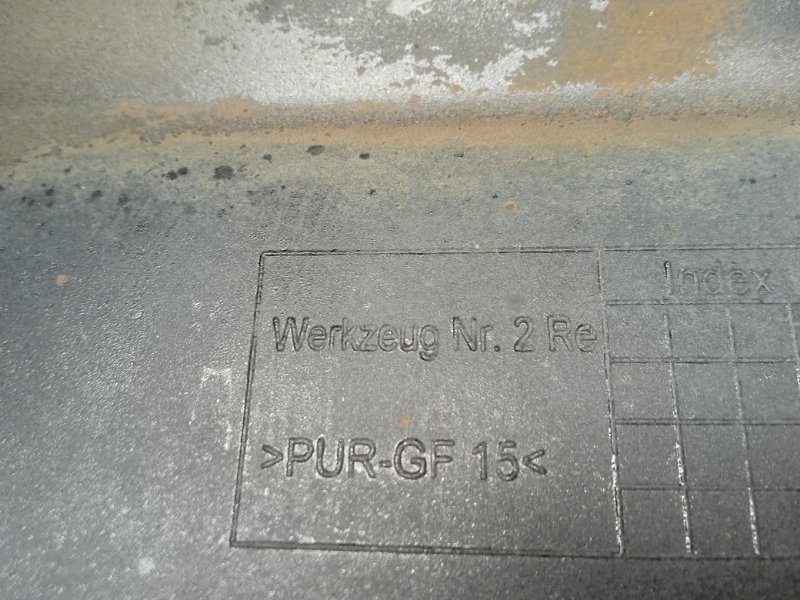 Index
Werkzeug Nr. 2 Re
>PUR-GF 15<